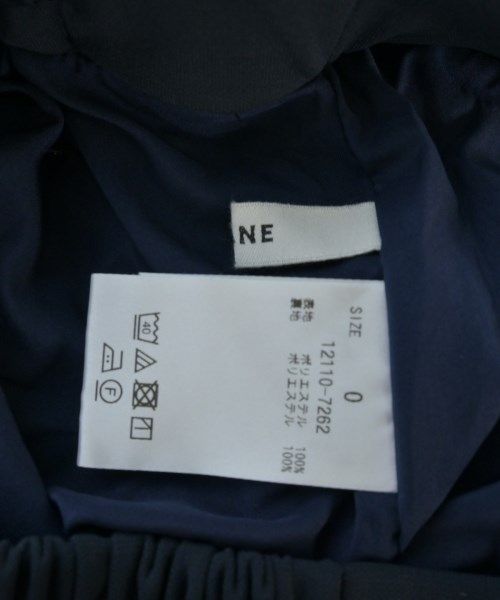 NE
SIZE 0
12110-7262
表地 ポリエステル 100%
裏地 ポリエステル 100%
40
F